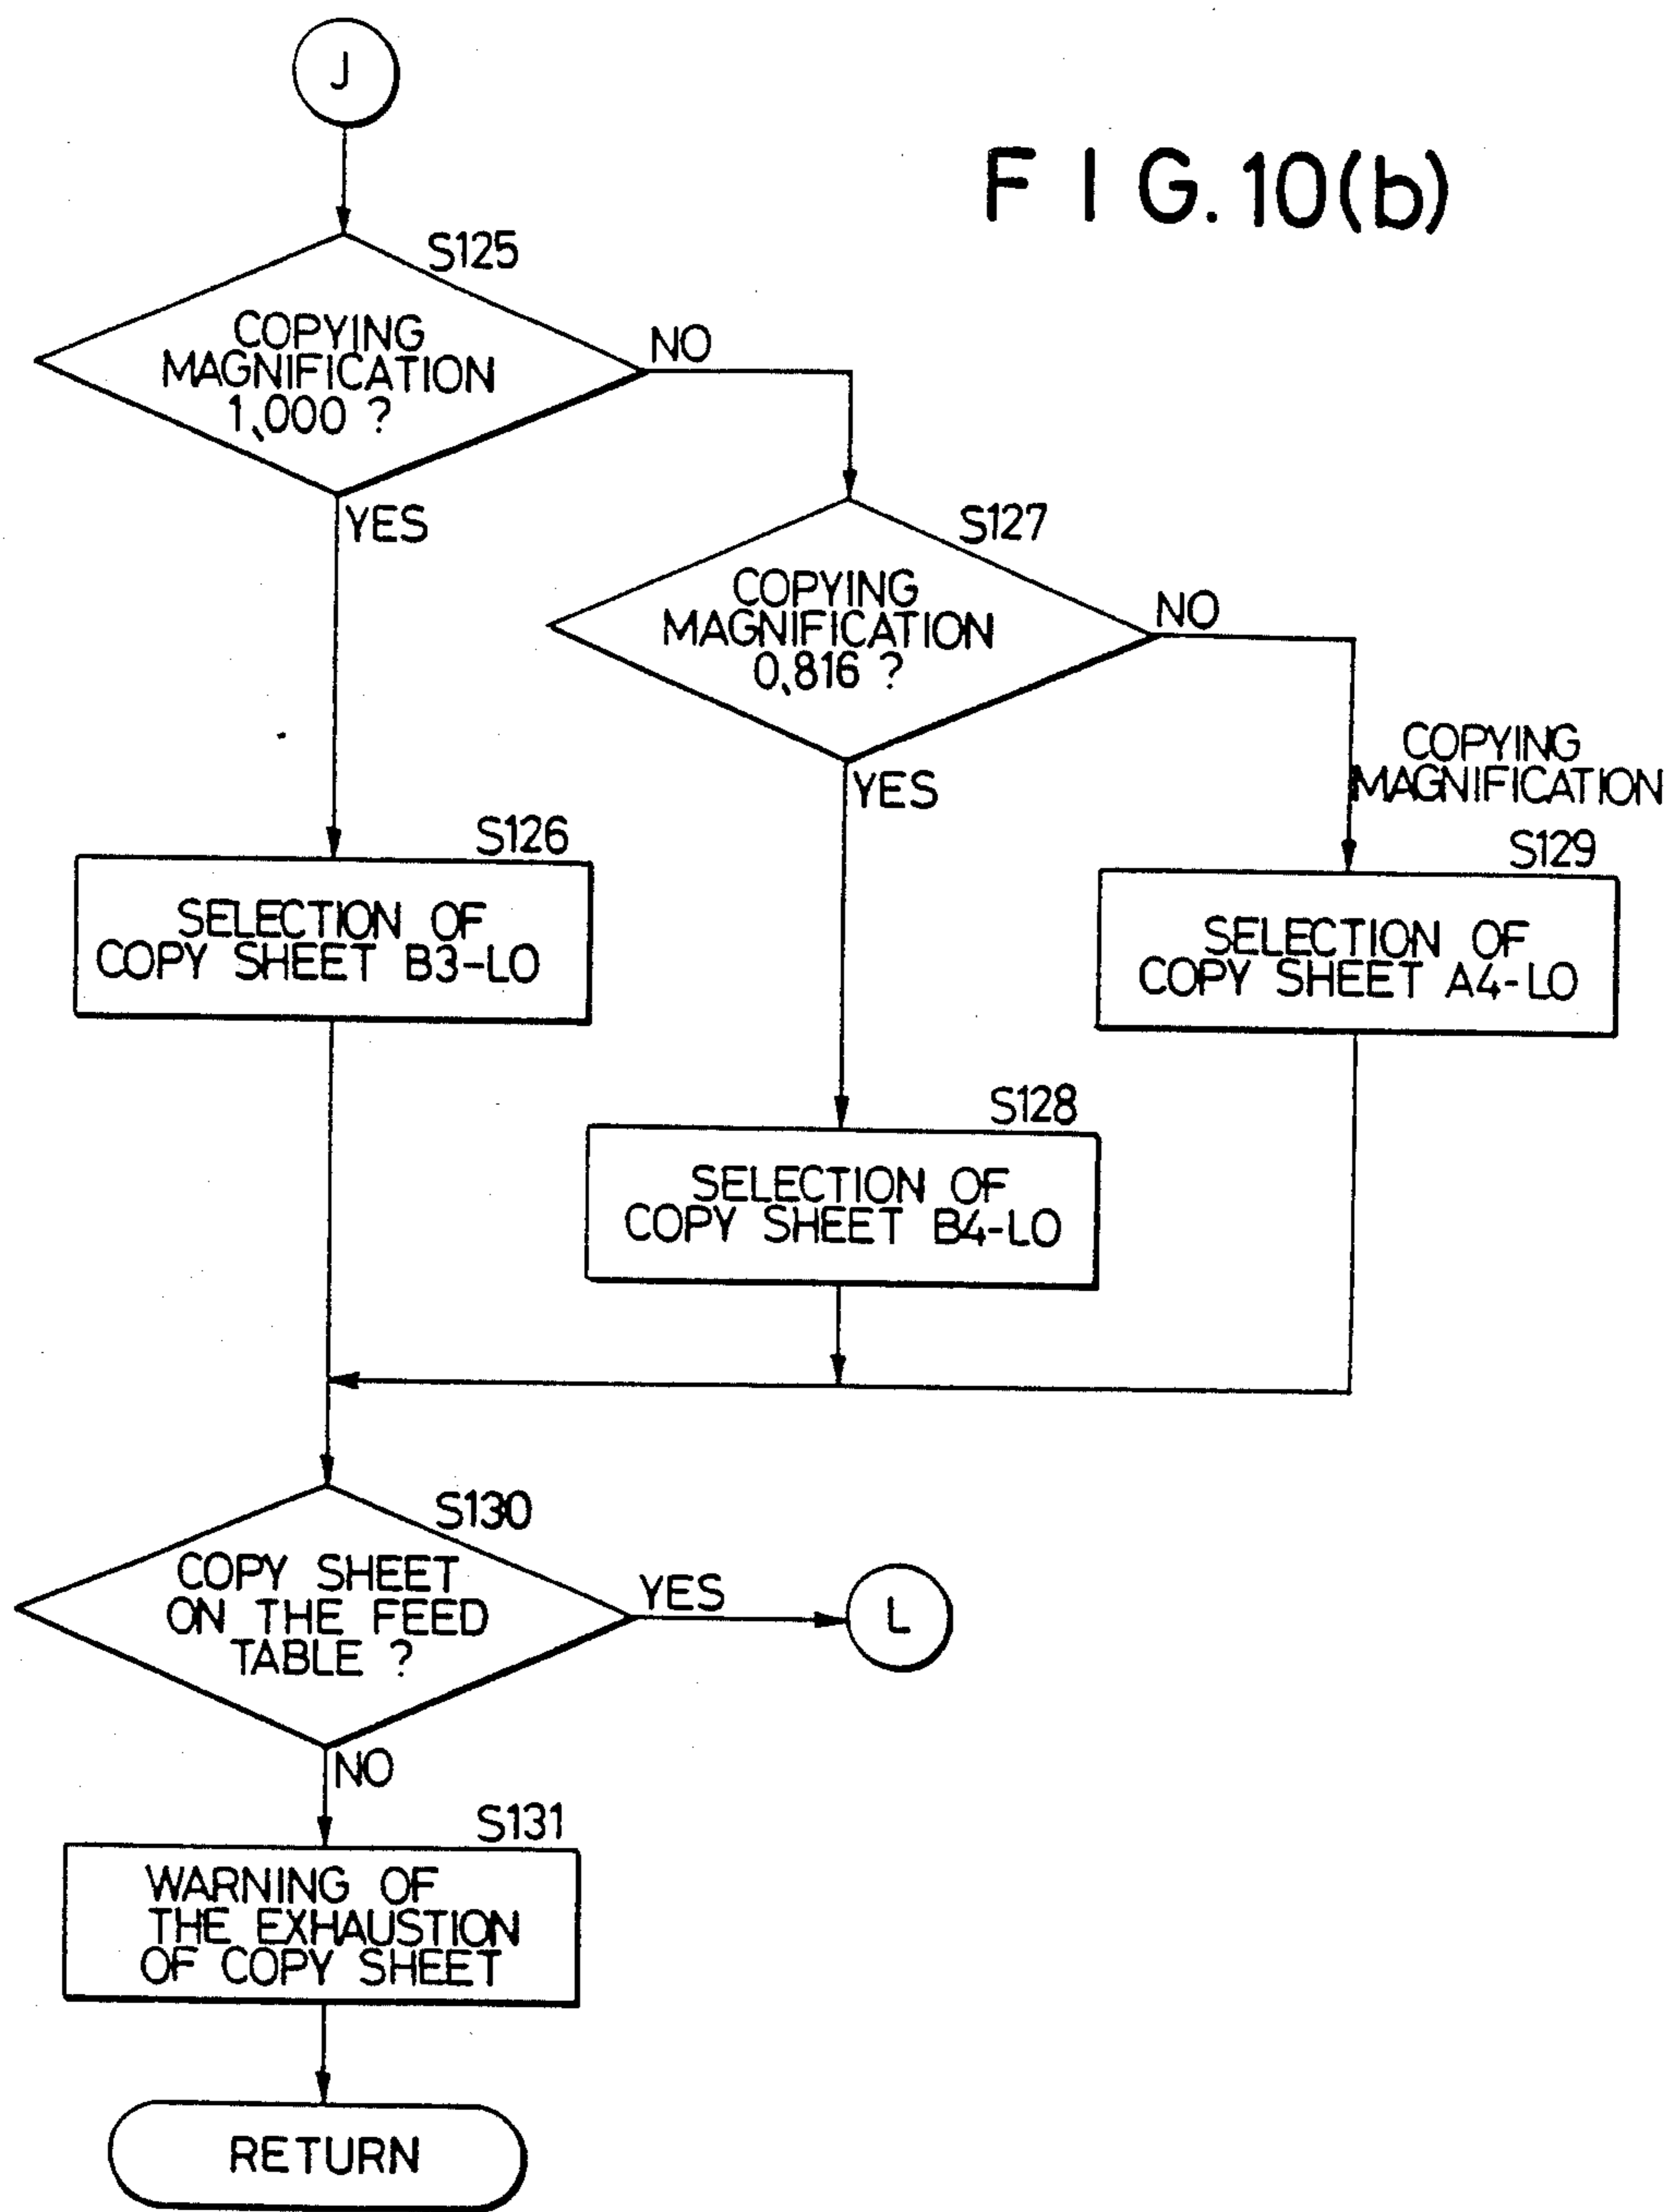 J
F I G. 10(b)
S125
COPYING
MAGNIFICATION
1,000 ?
NO
YES
S127
COPYING
MAGNIFICATION
0,816 ?
NO
YES
COPYING
MAGNIFICATION
S126
SELECTION OF
COPY SHEET B3-LO
S129
SELECTION OF
COPY SHEET A4-LO
S128
SELECTION OF
COPY SHEET B4-LO
S130
COPY SHEET
ON THE FEED
TABLE ?
YES
L
NO
S131
WARNING OF
THE EXHAUSTION
OF COPY SHEET
RETURN